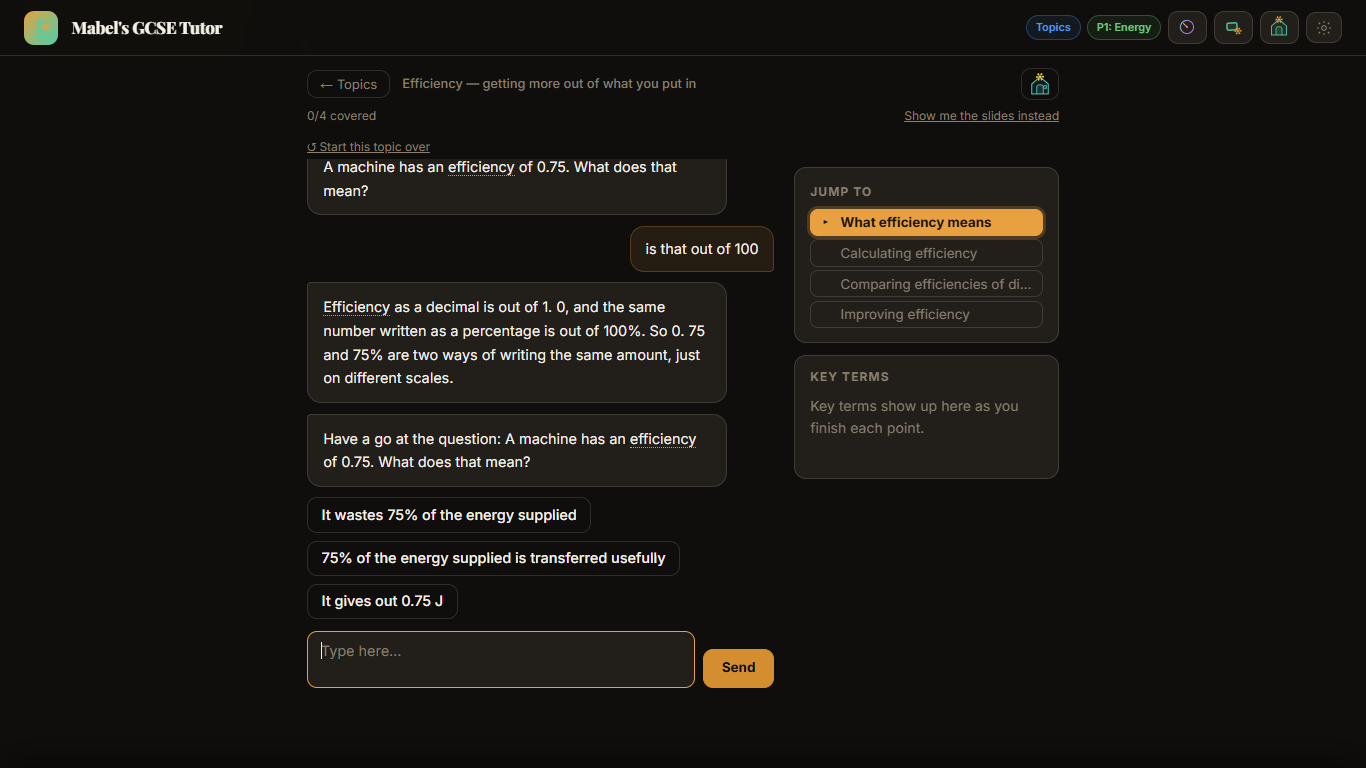 Mabel's GCSE Tutor
Topics
P1: Energy
← Topics
Efficiency — getting more out of what you put in
0/4 covered
Show me the slides instead
↺ Start this topic over
A machine has an efficiency of 0.75. What does that
mean?
is that out of 100
Efficiency as a decimal is out of 1. 0, and the same
number written as a percentage is out of 100%. So 0. 75
and 75% are two ways of writing the same amount, just
on different scales.
Have a go at the question: A machine has an efficiency
of 0.75. What does that mean?
It wastes 75% of the energy supplied
75% of the energy supplied is transferred usefully
It gives out 0.75 J
Type here...
Send
JUMP TO
What efficiency means
Calculating efficiency
Comparing efficiencies of di...
Improving efficiency
KEY TERMS
Key terms show up here as you
finish each point.